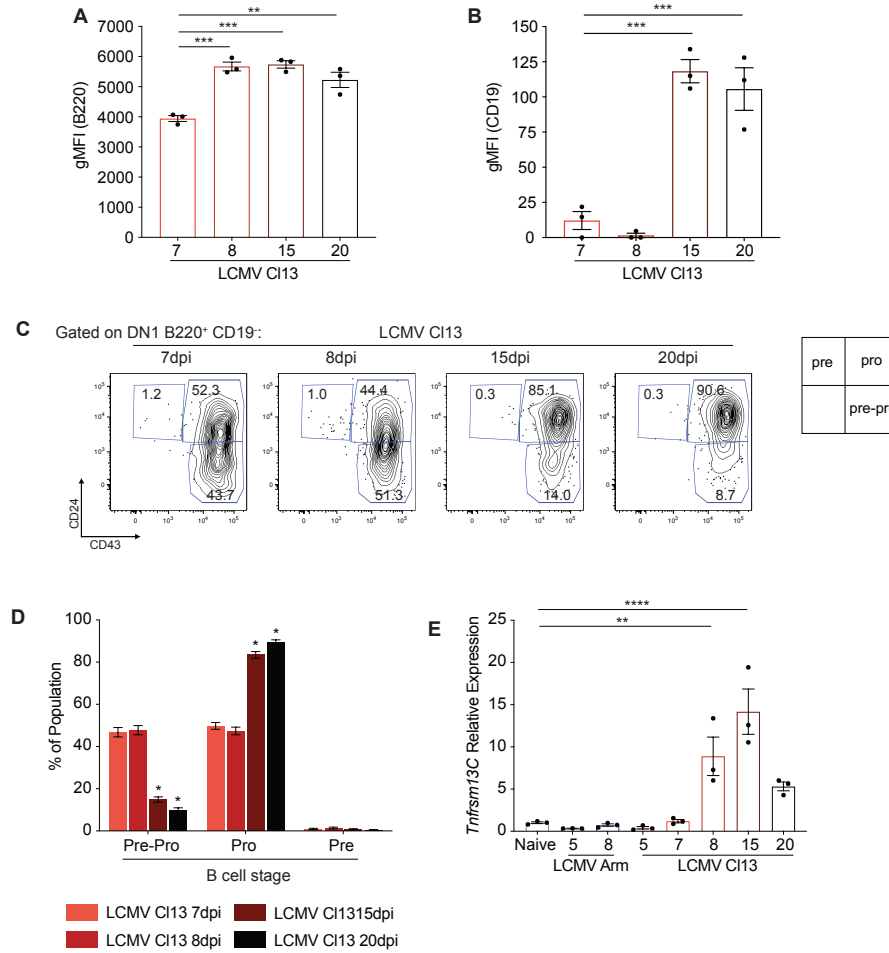 A
gMFI (B220)
7000
6000
5000
4000
3000
2000
1000
0
**
***
***
7 8 15 20
LCMV Cl13
B
gMFI (CD19)
150
125
100
75
50
25
0
***
***
7 8 15 20
LCMV Cl13
C
Gated on DN1 B220+ CD19-: LCMV Cl13
7dpi 8dpi 15dpi 20dpi
1.2 52.3 43.7
1.0 44.4 51.3
0.3 85.1 14.0
0.3 90.6 8.7
CD24
CD43
pre pro
pre-pr
D
% of Population
100
80
60
40
20
0
* * * *
Pre-Pro Pro Pre
B cell stage
LCMV Cl13 7dpi LCMV Cl1315dpi
LCMV Cl13 8dpi LCMV Cl13 20dpi
E
Tnfrsm13C Relative Expression
25
20
15
10
5
0
****
**
Naive 5 8 5 7 8 15 20
LCMV Arm LCMV Cl13